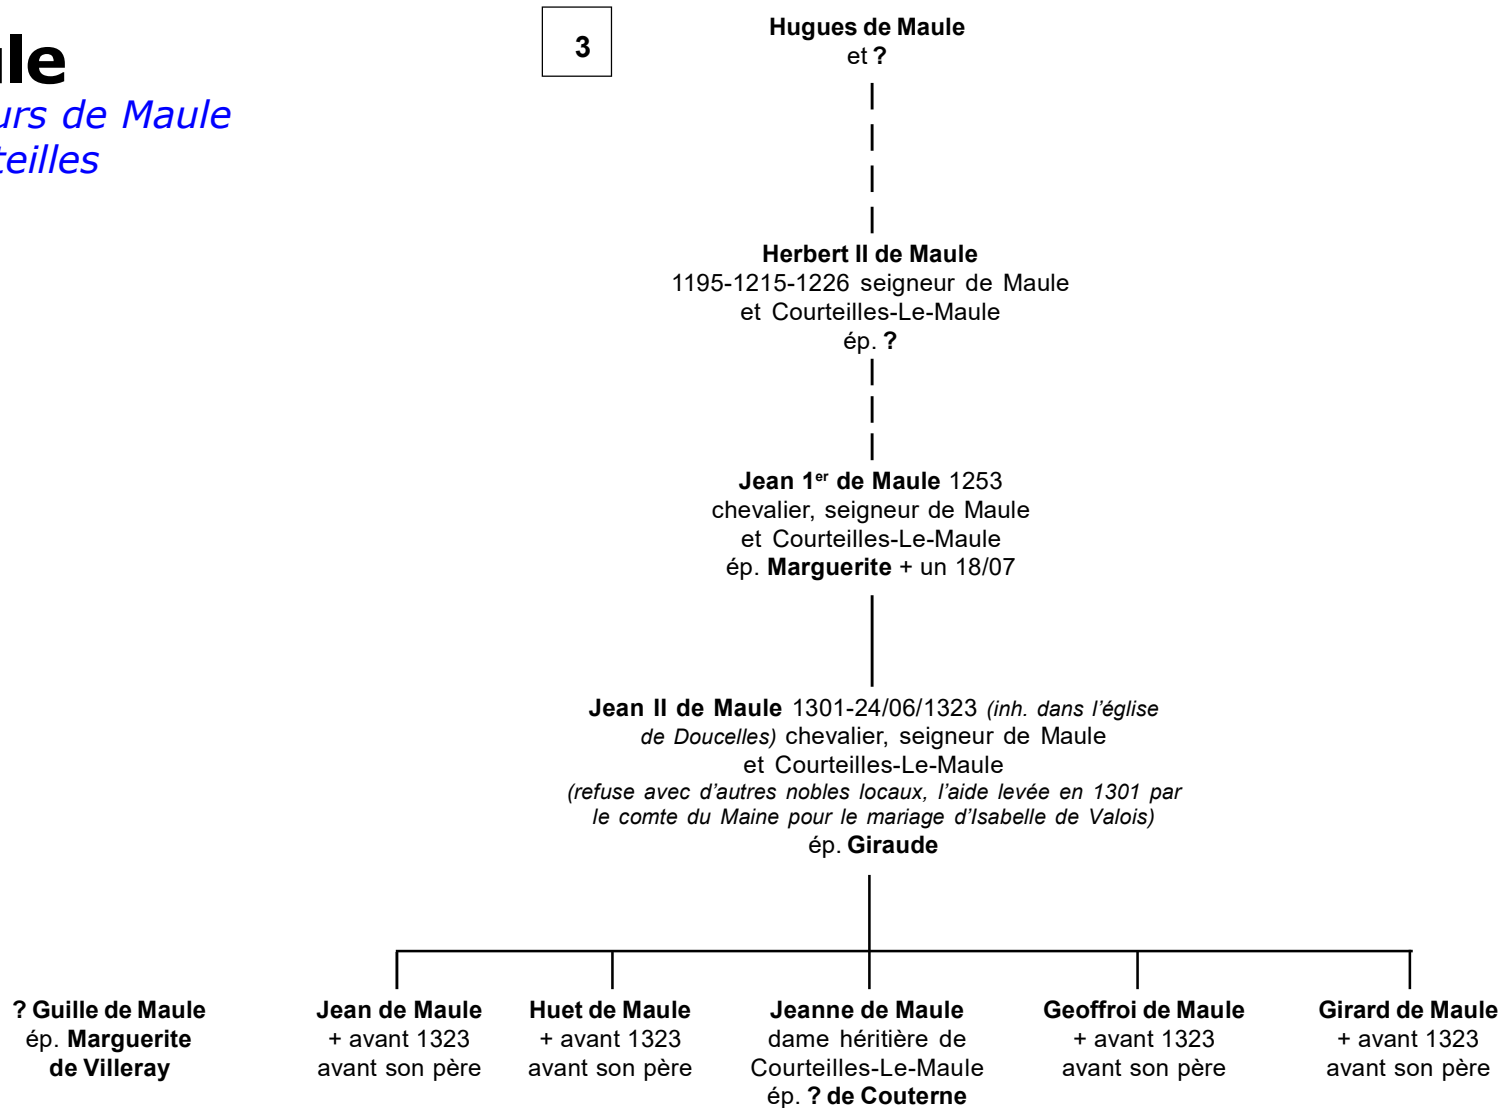 3
Hugues de Maule
et ?
Herbert II de Maule
1195-1215-1226 seigneur de Maule
et Courteilles-Le-Maule
ép. ?
Jean 1er de Maule 1253
chevalier, seigneur de Maule
et Courteilles-Le-Maule
ép. Marguerite + un 18/07
Jean II de Maule 1301-24/06/1323 (inh. dans l’église
de Doucelles) chevalier, seigneur de Maule
et Courteilles-Le-Maule
(refuse avec d’autres nobles locaux, l’aide levée en 1301 par
le comte du Maine pour le mariage d’Isabelle de Valois)
ép. Giraude
? Guille de Maule
ép. Marguerite
de Villeray
Jean de Maule
+ avant 1323
avant son père
Huet de Maule
+ avant 1323
avant son père
Jeanne de Maule
dame héritière de
Courteilles-Le-Maule
ép. ? de Couterne
Geoffroi de Maule
+ avant 1323
avant son père
Girard de Maule
+ avant 1323
avant son père
de Maule